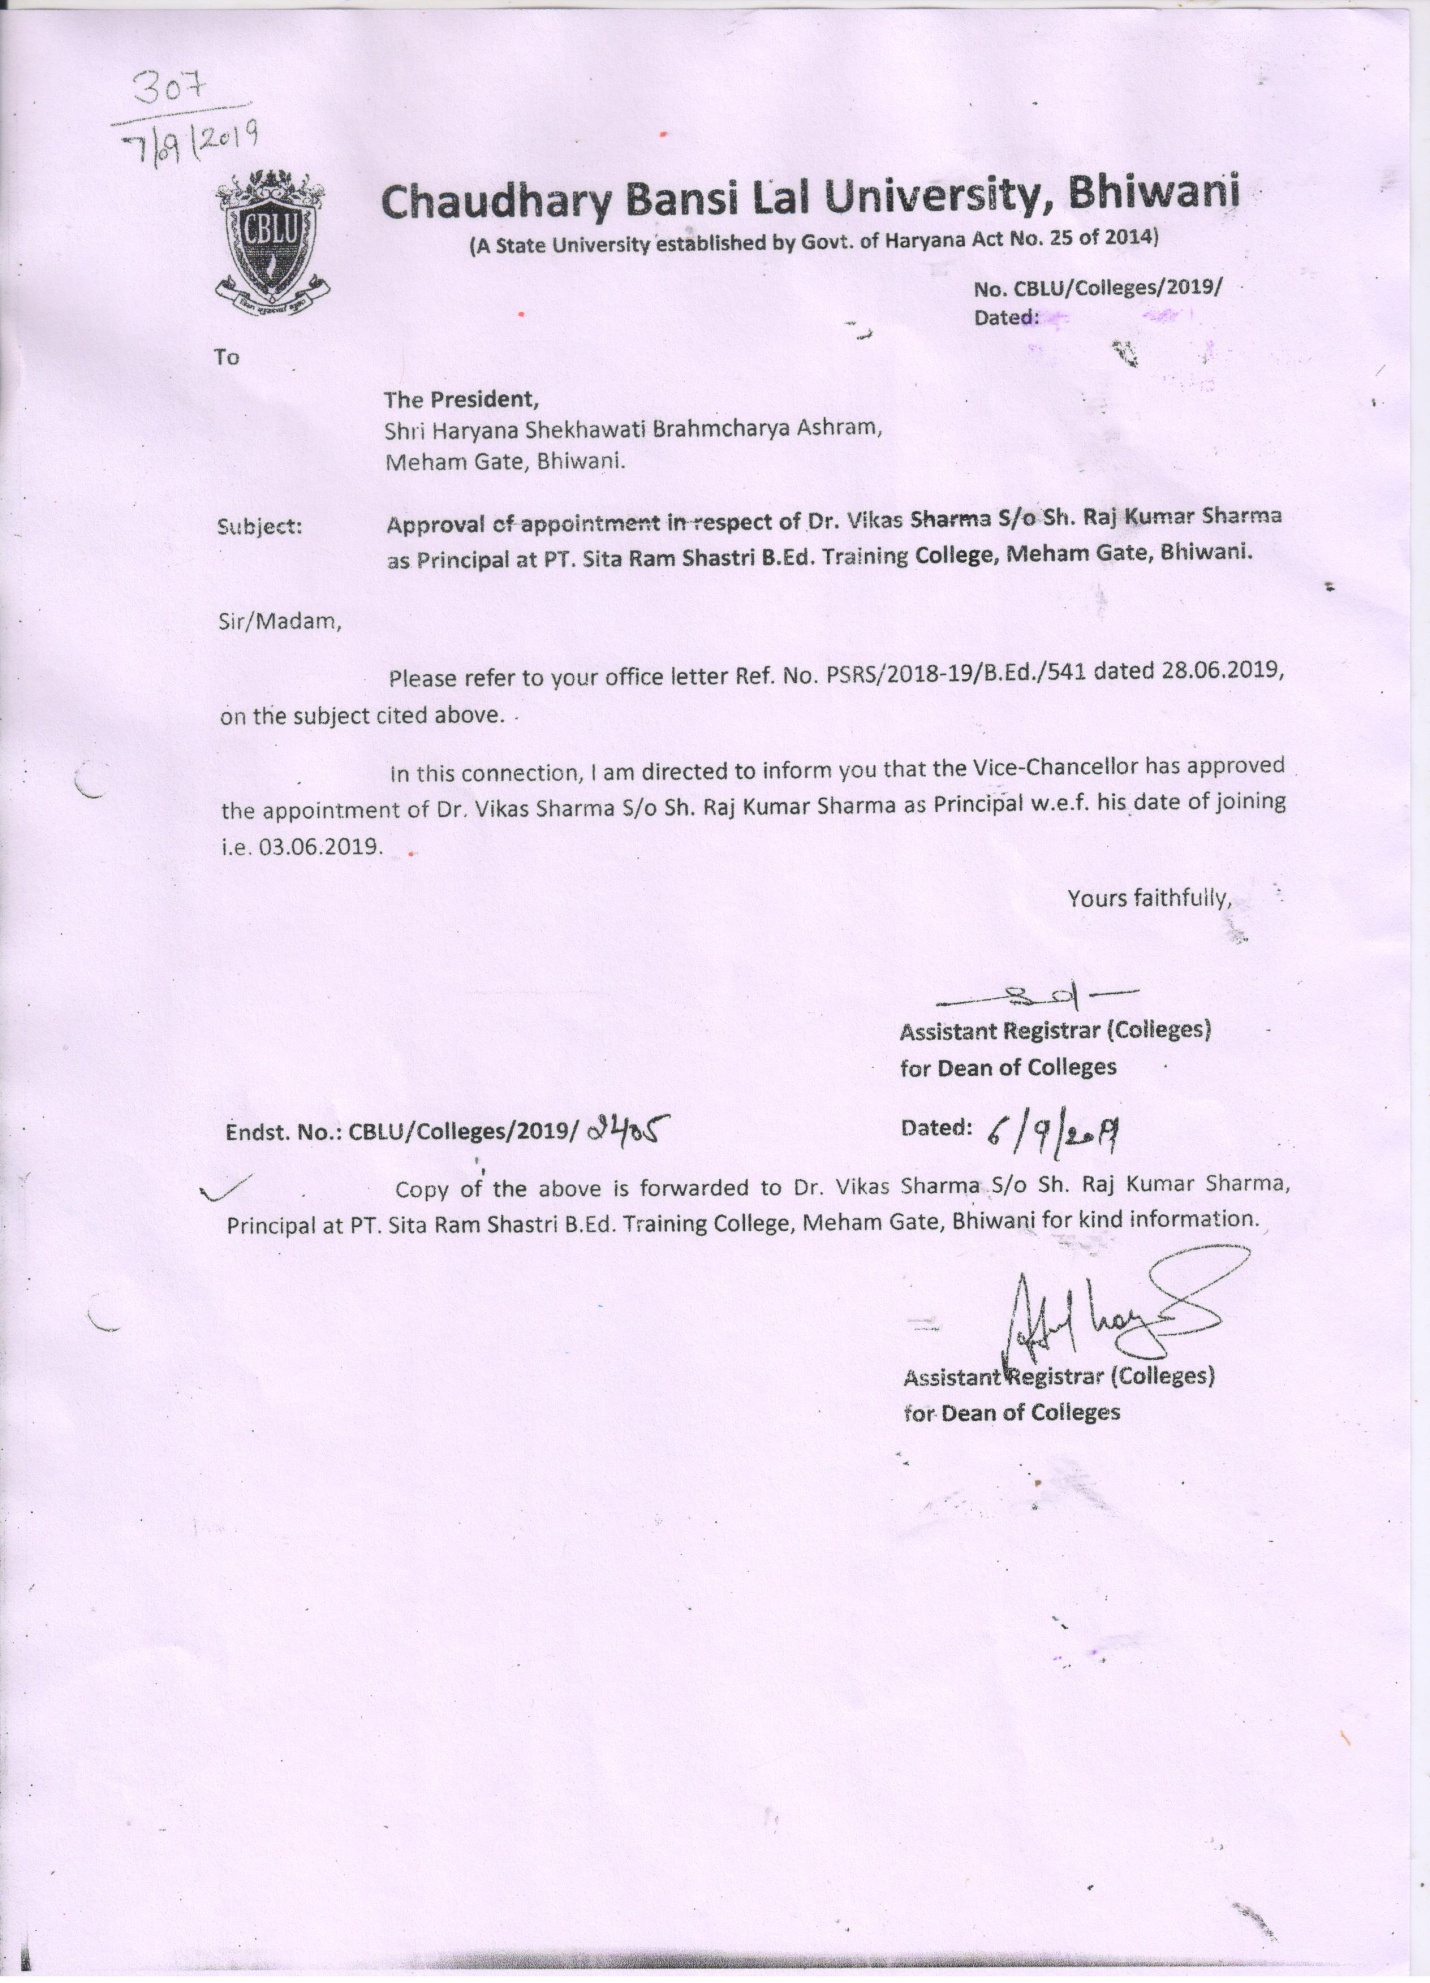 307
7/09/2019
CBLU
Chaudhary Bansi Lal University, Bhiwani
(A State University established by Govt. of Haryana Act No. 25 of 2014)
No. CBLU/Colleges/2019/
Dated:
To
The President,
Shri Haryana Shekhawati Brahmcharya Ashram,
Meham Gate, Bhiwani.
Subject: Approval of appointment in respect of Dr. Vikas Sharma S/o Sh. Raj Kumar Sharma
as Principal at PT. Sita Ram Shastri B.Ed. Training College, Meham Gate, Bhiwani.
Sir/Madam,
Please refer to your office letter Ref. No. PSRS/2018-19/B.Ed./541 dated 28.06.2019,
on the subject cited above.
In this connection, I am directed to inform you that the Vice-Chancellor has approved
the appointment of Dr. Vikas Sharma S/o Sh. Raj Kumar Sharma as Principal w.e.f. his date of joining
i.e. 03.06.2019.
Yours faithfully,
—Sd—
Assistant Registrar (Colleges)
for Dean of Colleges
Endst. No.: CBLU/Colleges/2019/ 2405 Dated: 6/9/2019
Copy of the above is forwarded to Dr. Vikas Sharma S/o Sh. Raj Kumar Sharma,
Principal at PT. Sita Ram Shastri B.Ed. Training College, Meham Gate, Bhiwani for kind information.
Assistant Registrar (Colleges)
for Dean of Colleges